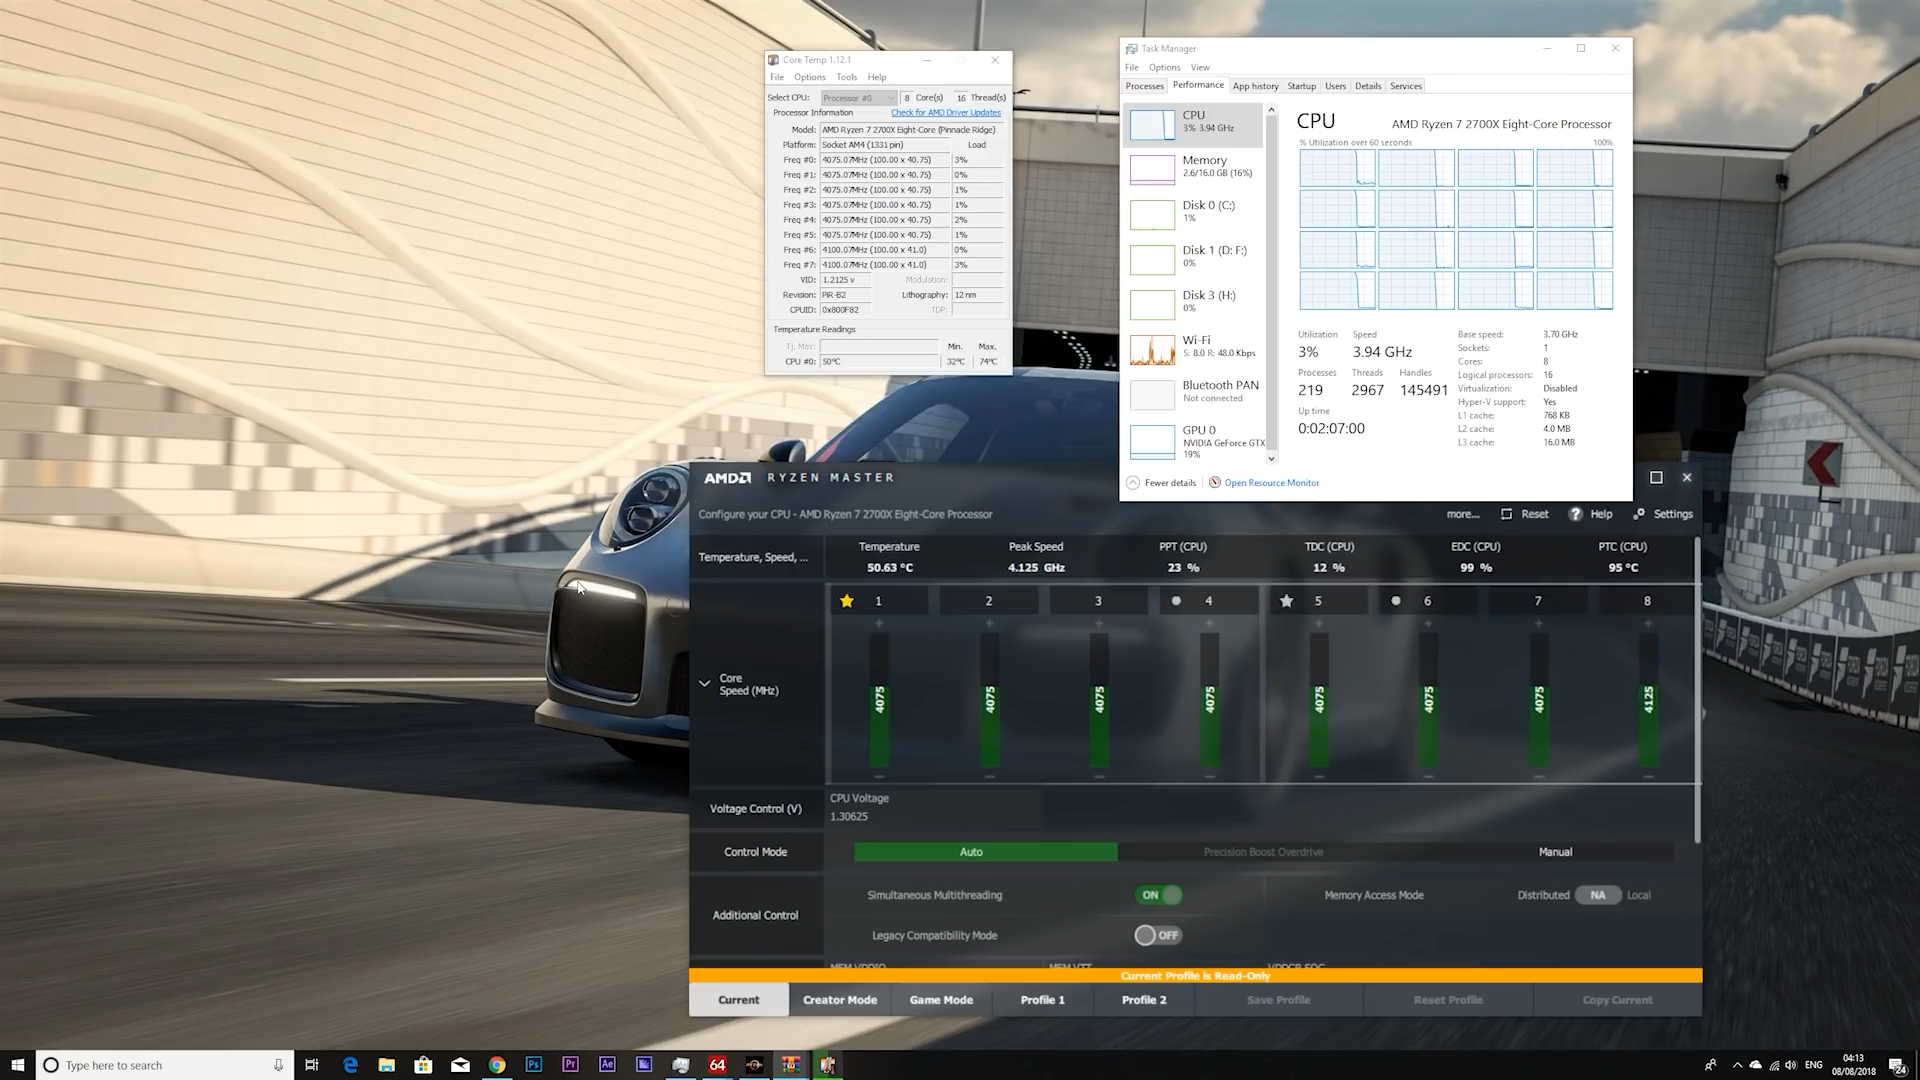 Core Temp 1.12.1
File Options Tools Help
Select CPU: Processor #0 8 Core(s) 16 Thread(s)
Processor Information Check for AMD Driver Updates
Model: AMD Ryzen 7 2700X Eight-Core (Pinnacle Ridge)
Platform: Socket AM4 (1331 pin) Load
Freq #0: 4075.07MHz (100.00 x 40.75) 3%
Freq #1: 4075.07MHz (100.00 x 40.75) 0%
Freq #2: 4075.07MHz (100.00 x 40.75) 1%
Freq #3: 4075.07MHz (100.00 x 40.75) 1%
Freq #4: 4075.07MHz (100.00 x 40.75) 2%
Freq #5: 4075.07MHz (100.00 x 40.75) 1%
Freq #6: 4100.07MHz (100.00 x 41.0) 0%
Freq #7: 4100.07MHz (100.00 x 41.0) 3%
VID: 1.2125 v Modulation:
Revision: PiR-B2 Lithography: 12 nm
CPUID: 0x800F82 TDP:
Temperature Readings
Tj. Max: Min. Max.
CPU #0: 50°C 32°C 74°C
Task Manager
File Options View
Processes Performance App history Startup Users Details Services
CPU
3% 3.94 GHz
Memory
2.6/16.0 GB (16%)
Disk 0 (C:)
1%
Disk 1 (D: F:)
0%
Disk 3 (H:)
0%
Wi-Fi
S: 8.0 R: 48.0 Kbps
Bluetooth PAN
Not connected
GPU 0
NVIDIA GeForce GTX
19%
CPU AMD Ryzen 7 2700X Eight-Core Processor
% Utilization over 60 seconds 100%
Utilization Speed
3% 3.94 GHz
Processes Threads Handles
219 2967 145491
Up time
0:02:07:00
Base speed: 3.70 GHz
Sockets: 1
Cores: 8
Logical processors: 16
Virtualization: Disabled
Hyper-V support: Yes
L1 cache: 768 KB
L2 cache: 4.0 MB
L3 cache: 16.0 MB
Fewer details Open Resource Monitor
AMD RYZEN MASTER
Configure your CPU - AMD Ryzen 7 2700X Eight-Core Processor
more... Reset Help Settings
Temperature, Speed, ...
Temperature Peak Speed PPT (CPU) TDC (CPU) EDC (CPU) PTC (CPU)
50.63 °C 4.125 GHz 23 % 12 % 99 % 95 °C
1 2 3 4 5 6 7 8
Core
Speed (MHz)
4075 4075 4075 4075 4075 4075 4075 4125
Voltage Control (V)
CPU Voltage
1.30625
Control Mode Auto Precision Boost Overdrive Manual
Additional Control
Simultaneous Multithreading ON Memory Access Mode Distributed NA Local
Legacy Compatibility Mode OFF
MEM VDDIO MEM VTT VDDCR SOC
Current Profile is Read-Only
Current Creator Mode Game Mode Profile 1 Profile 2 Save Profile Reset Profile Copy Current
Type here to search
Ps Pr Ae 64
ENG
04:13
08/08/2018
24